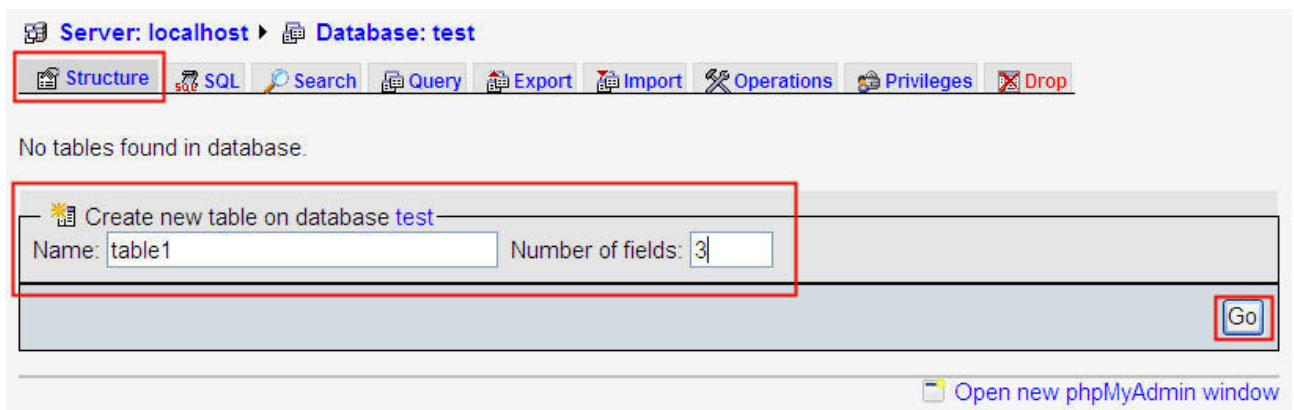 Server: localhost ▸ Database: test
Structure SQL Search Query Export Import Operations Privileges Drop
No tables found in database.
Create new table on database test
Name: table1 Number of fields: 3
Go
Open new phpMyAdmin window